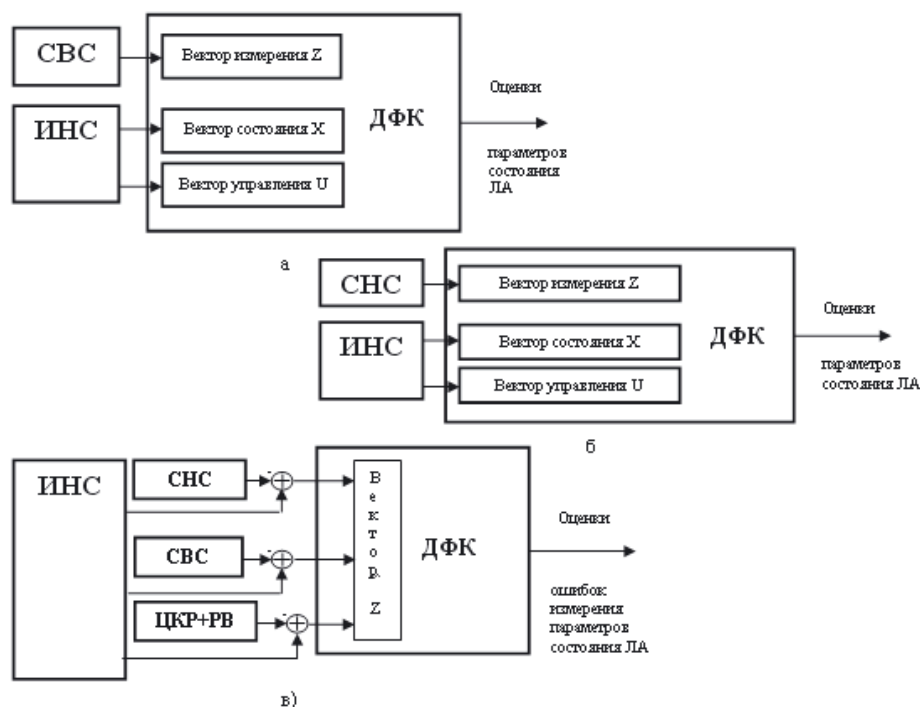 СВС
ИНС
Вектор измерения Z
Вектор состояния X
Вектор управления U
ДФК
Оценки
параметров
состояния
ЛА
а
СНС
ИНС
Вектор измерения Z
Вектор состояния X
Вектор управления U
ДФК
Оценки
параметров
состояния ЛА
б
ИНС
СНС
-
СВС
-
ЦКР+РВ
-
Вектор Z
ДФК
Оценки
ошибок
измерения
параметров
состояния ЛА
в)